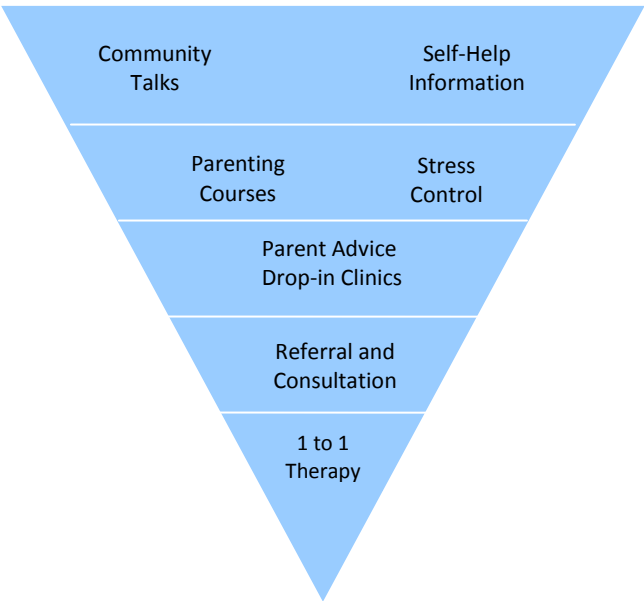 Community
Talks
Self-Help
Information
Parenting
Courses
Stress
Control
Parent Advice
Drop-in Clinics
Referral and
Consultation
1 to 1
Therapy